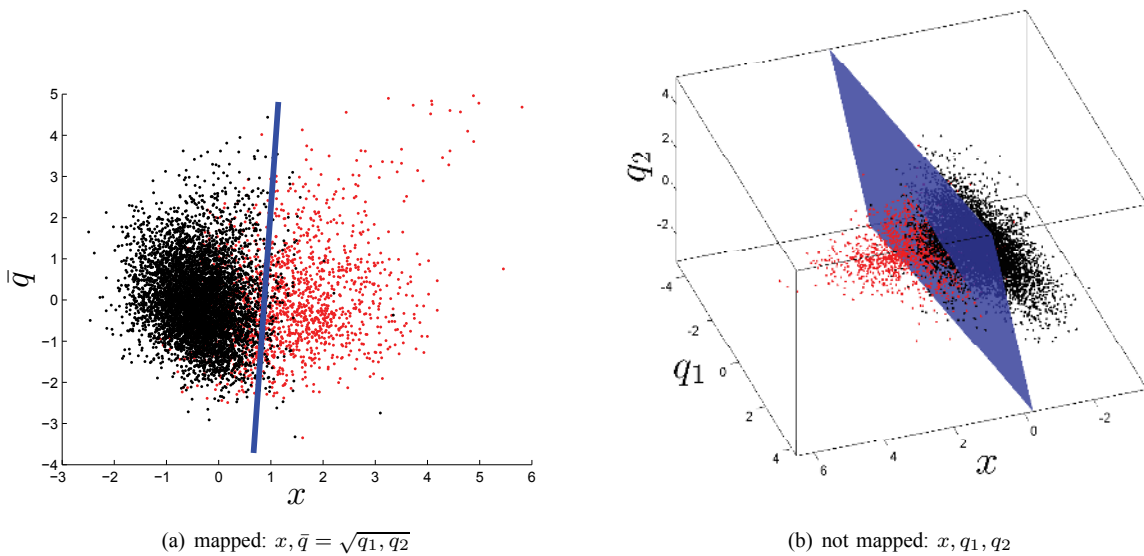 5
4
3
2
1
0
−1
−2
−3
−4
q̄
−3 −2 −1 0 1 2 3 4 5 6
x
(a) mapped: x, q̄ = √q₁, q₂
4
2
0
-2
q₂
-4
-2
0
2
4
q₁
6 4 2 0 -2
x
(b) not mapped: x, q₁, q₂